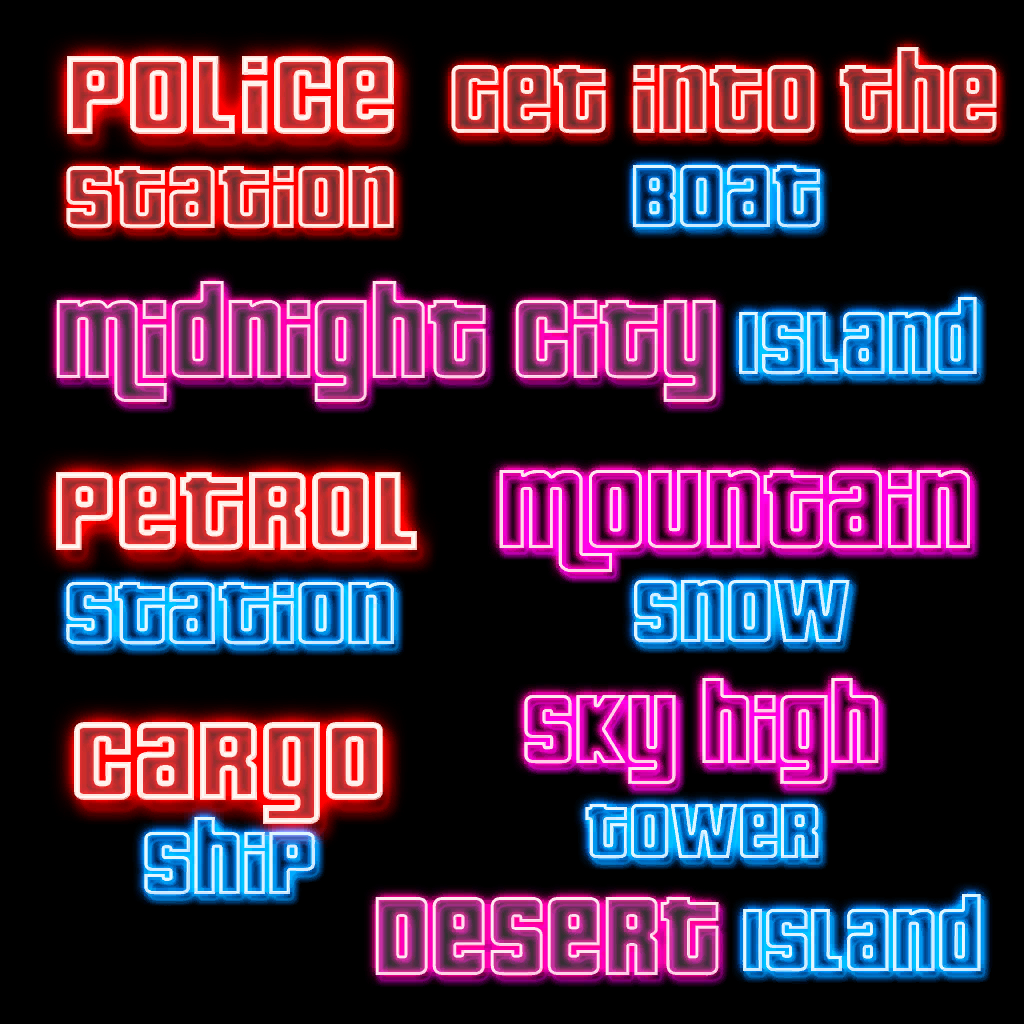 POLiCe
station
Get into the
Boat
midnight City Island
PetROL
station
mountain
snow
CaRgo
ship
sky high
toweR
DeseRt Island